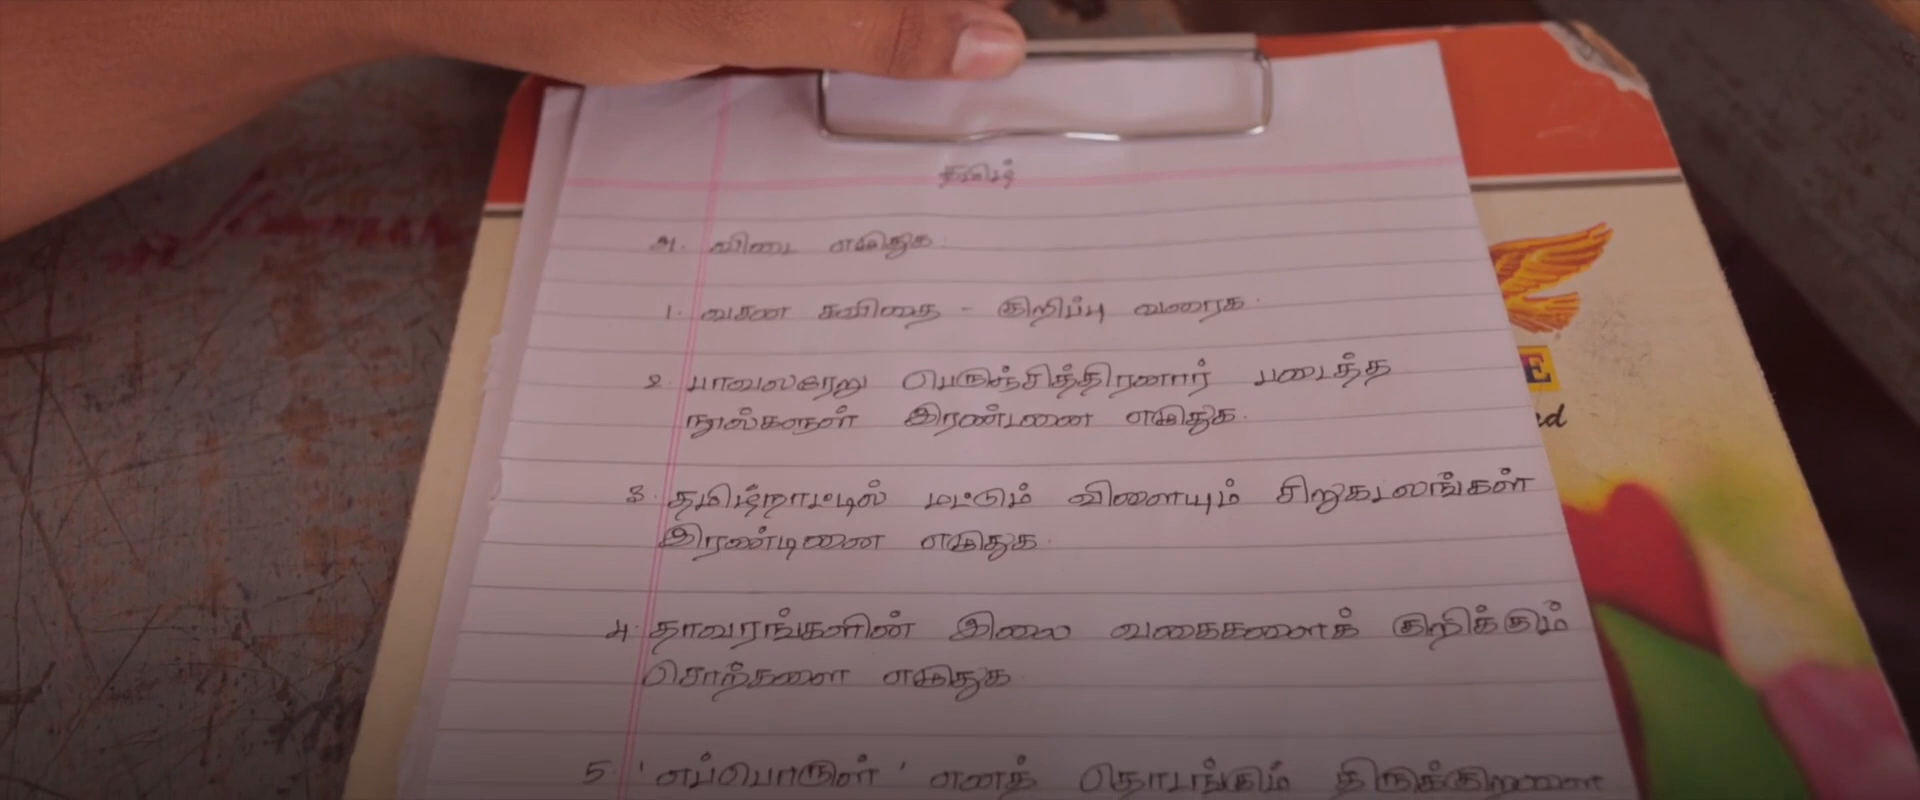 தமிழ்
அ. விடை எழுதுக.
1. வசன கவிதை - குறிப்பு வரைக.
2. பாவலரேறு பெருஞ்சித்திரனார் படைத்த
நூல்களுள் இரண்டனை எழுதுக.
3. தமிழ்நாட்டில் மட்டும் விளையும் சிறுகூலங்கள்
இரண்டினை எழுதுக.
4. தாவரங்களின் இலை வகைகளைக் குறிக்கும்
சொற்களை எழுதுக
5. 'எப்பொருள்' எனத் தொடங்கும் திருக்குறளை
E